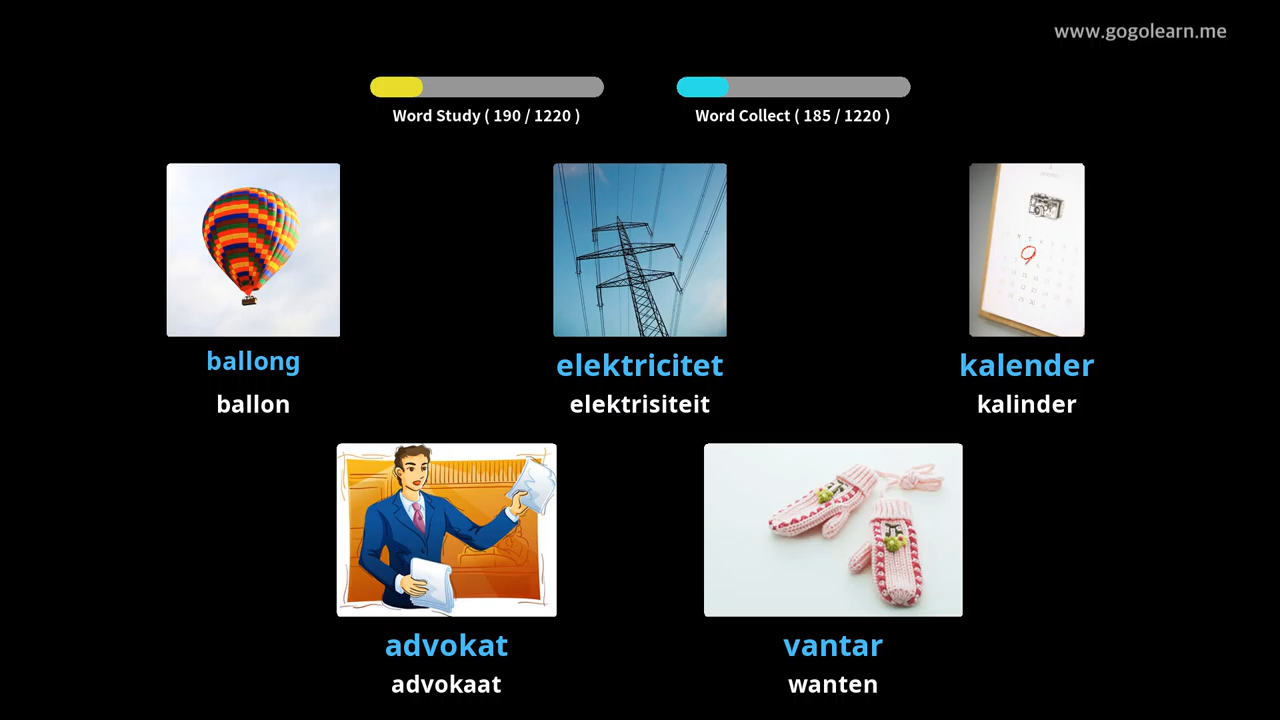 www.gogolearn.me
Word Study ( 190 / 1220 )
Word Collect ( 185 / 1220 )
ballong
ballon
elektricitet
elektrisiteit
kalender
kalinder
advokat
advokaat
vantar
wanten